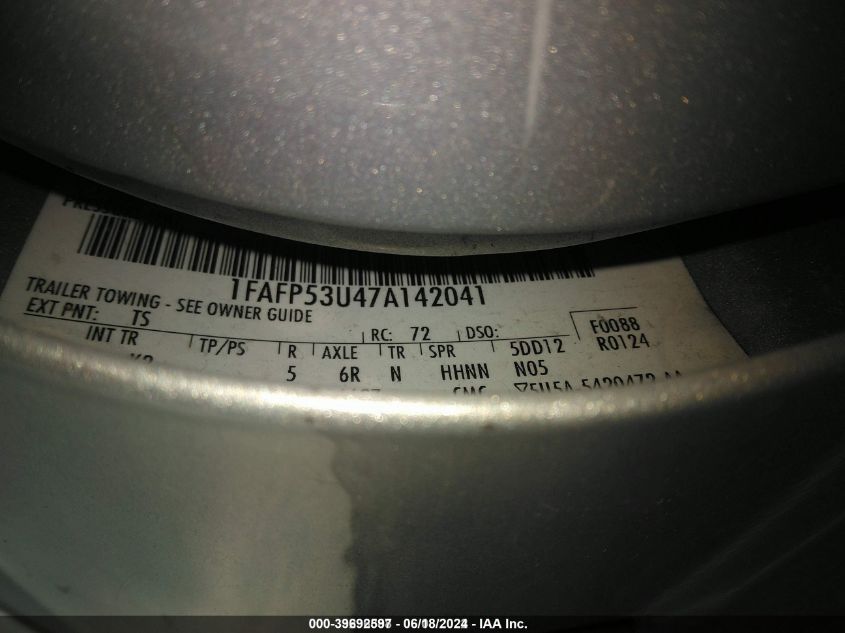 1FAFP53U47A142041
TRAILER TOWING - SEE OWNER GUIDE
EXT PNT: TS RC: 72 DSO: F0088
INT TR TP/PS R AXLE TR SPR 5DD12 R0124
5 6R N HHNN N05
000-39692597 - 06/18/2024 - IAA Inc.